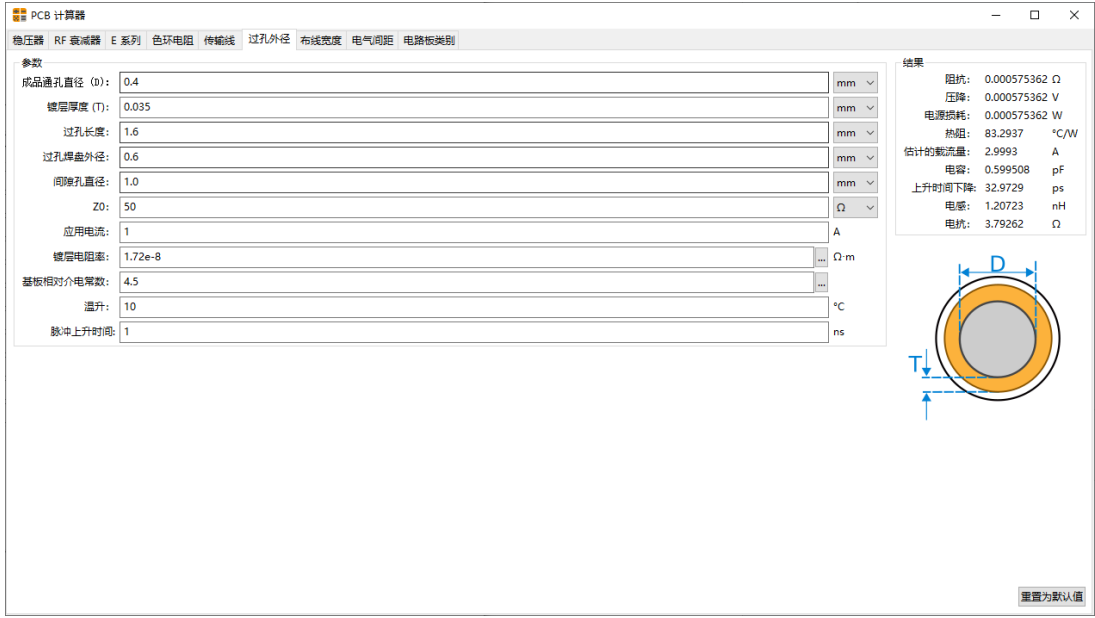 PCB 计算器
稳压器 RF 衰减器 E 系列 色环电阻 传输线 过孔外径 布线宽度 电气间距 电路板类别
参数
成品通孔直径 (D): 0.4 mm
镀层厚度 (T): 0.035 mm
过孔长度: 1.6 mm
过孔焊盘外径: 0.6 mm
间隙孔直径: 1.0 mm
Z0: 50 Ω
应用电流: 1 A
镀层电阻率: 1.72e-8 ... Ω·m
基板相对介电常数: 4.5 ...
温升: 10 °C
脉冲上升时间: 1 ns
结果
阻抗: 0.000575362 Ω
压降: 0.000575362 V
电源损耗: 0.000575362 W
热阻: 83.2937 °C/W
估计的载流量: 2.9993 A
电容: 0.599508 pF
上升时间下降: 32.9729 ps
电感: 1.20723 nH
电抗: 3.79262 Ω
D
T
重置为默认值